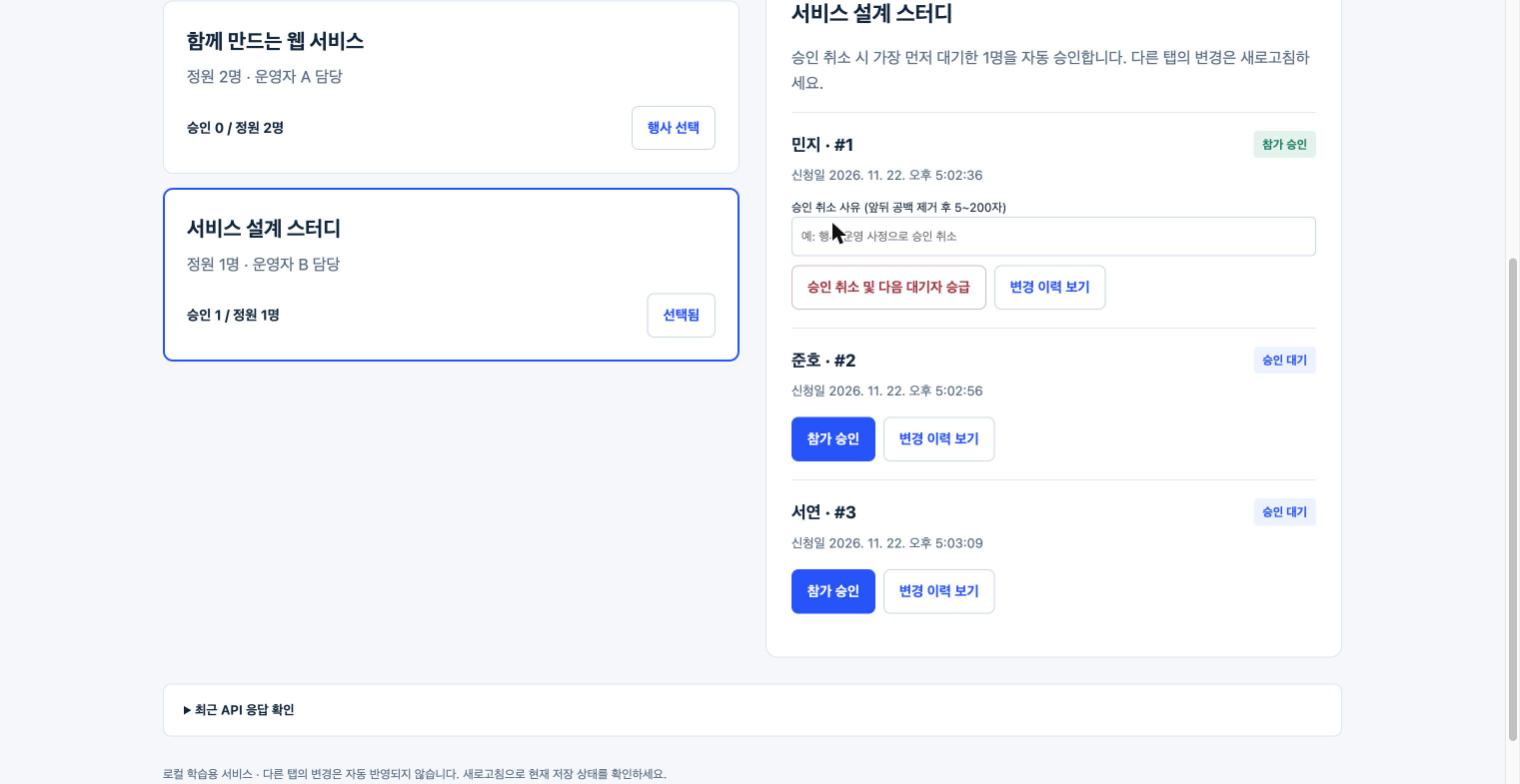 함께 만드는 웹 서비스
정원 2명 · 운영자 A 담당
승인 0 / 정원 2명
행사 선택
서비스 설계 스터디
정원 1명 · 운영자 B 담당
승인 1 / 정원 1명
선택됨
서비스 설계 스터디
승인 취소 시 가장 먼저 대기한 1명을 자동 승인합니다. 다른 탭의 변경은 새로고침하
세요.
민지 · #1
참가 승인
신청일 2026. 11. 22. 오후 5:02:36
승인 취소 사유 (앞뒤 공백 제거 후 5~200자)
예: 운영 사정으로 승인 취소
승인 취소 및 다음 대기자 승급
변경 이력 보기
준호 · #2
승인 대기
신청일 2026. 11. 22. 오후 5:02:56
참가 승인
변경 이력 보기
서연 · #3
승인 대기
신청일 2026. 11. 22. 오후 5:03:09
참가 승인
변경 이력 보기
▶ 최근 API 응답 확인
로컬 학습용 서비스 · 다른 탭의 변경은 자동 반영되지 않습니다. 새로고침으로 현재 저장 상태를 확인하세요.